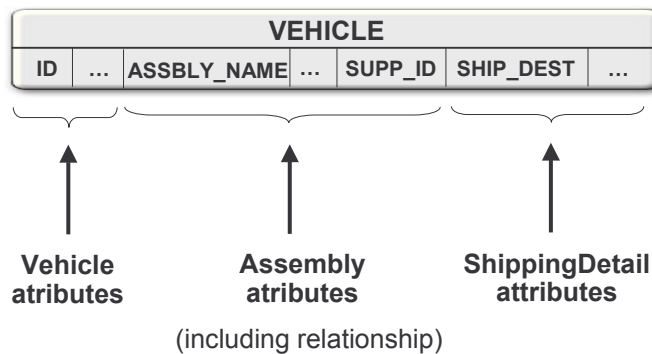 VEHICLE
ID ... ASSBLY_NAME ... SUPP_ID SHIP_DEST ...
Vehicle Assembly ShippingDetail
atributes atributes attributes
(including relationship)